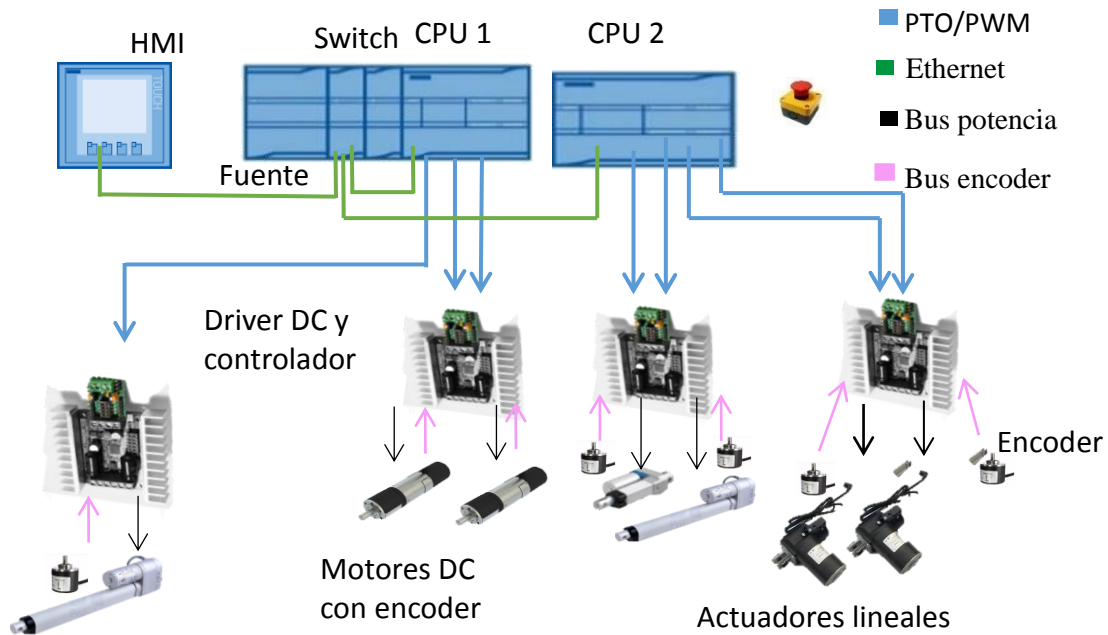 HMI
Switch
CPU 1
CPU 2
PTO/PWM
Ethernet
Bus potencia
Bus encoder
TOUCH
Fuente
Driver DC y
controlador
Encoder
Motores DC
con encoder
Actuadores lineales